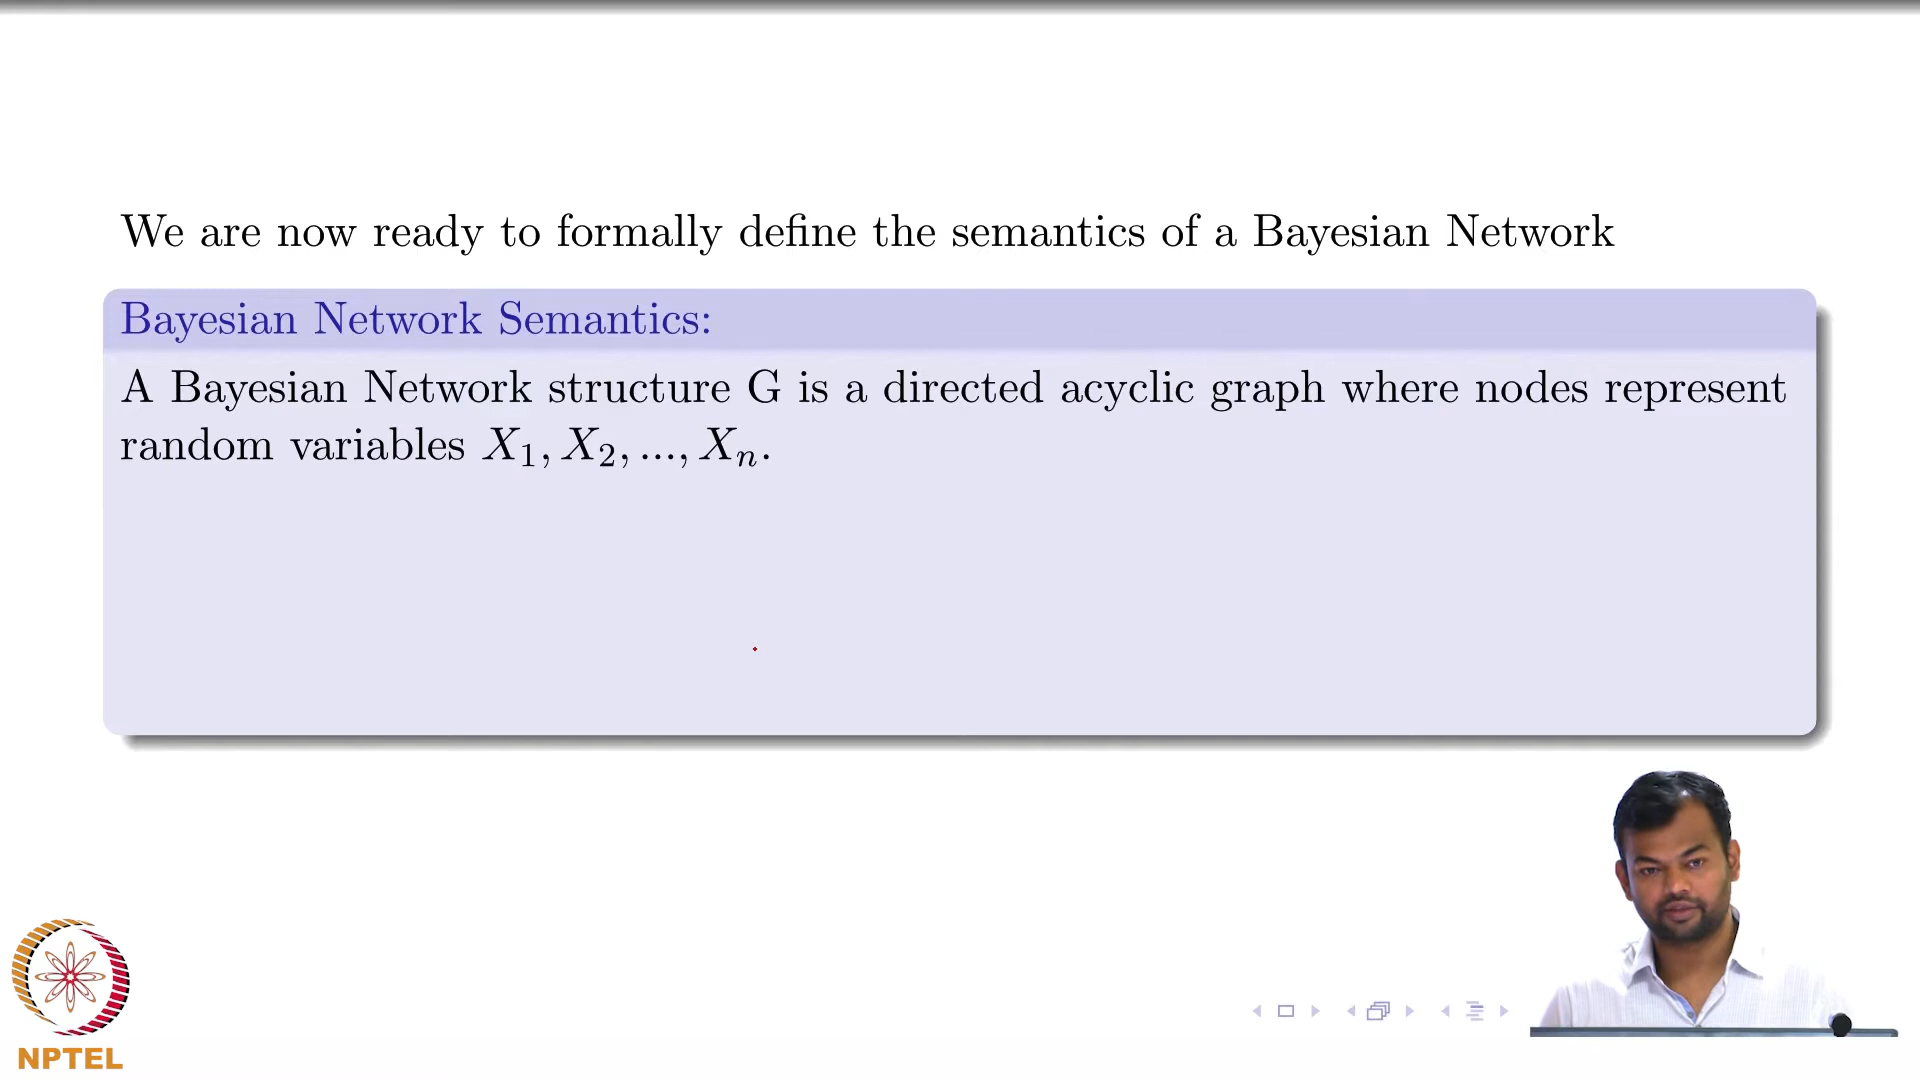 We are now ready to formally define the semantics of a Bayesian Network
Bayesian Network Semantics:
A Bayesian Network structure G is a directed acyclic graph where nodes represent
random variables X₁, X₂, ..., Xₙ.
NPTEL